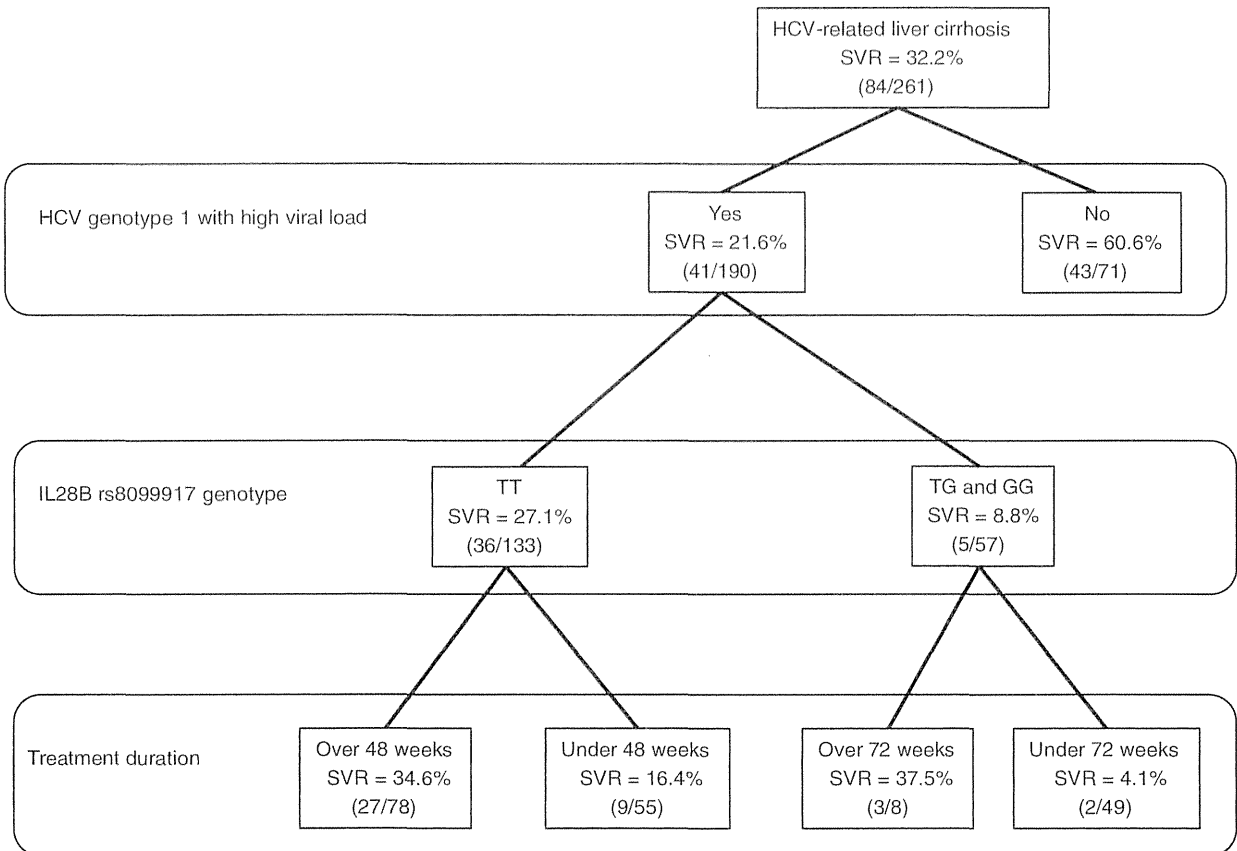 HCV-related liver cirrhosis
SVR = 32.2%
(84/261)
HCV genotype 1 with high viral load
Yes
SVR = 21.6%
(41/190)
No
SVR = 60.6%
(43/71)
IL28B rs8099917 genotype
TT
SVR = 27.1%
(36/133)
TG and GG
SVR = 8.8%
(5/57)
Treatment duration
Over 48 weeks
SVR = 34.6%
(27/78)
Under 48 weeks
SVR = 16.4%
(9/55)
Over 72 weeks
SVR = 37.5%
(3/8)
Under 72 weeks
SVR = 4.1%
(2/49)